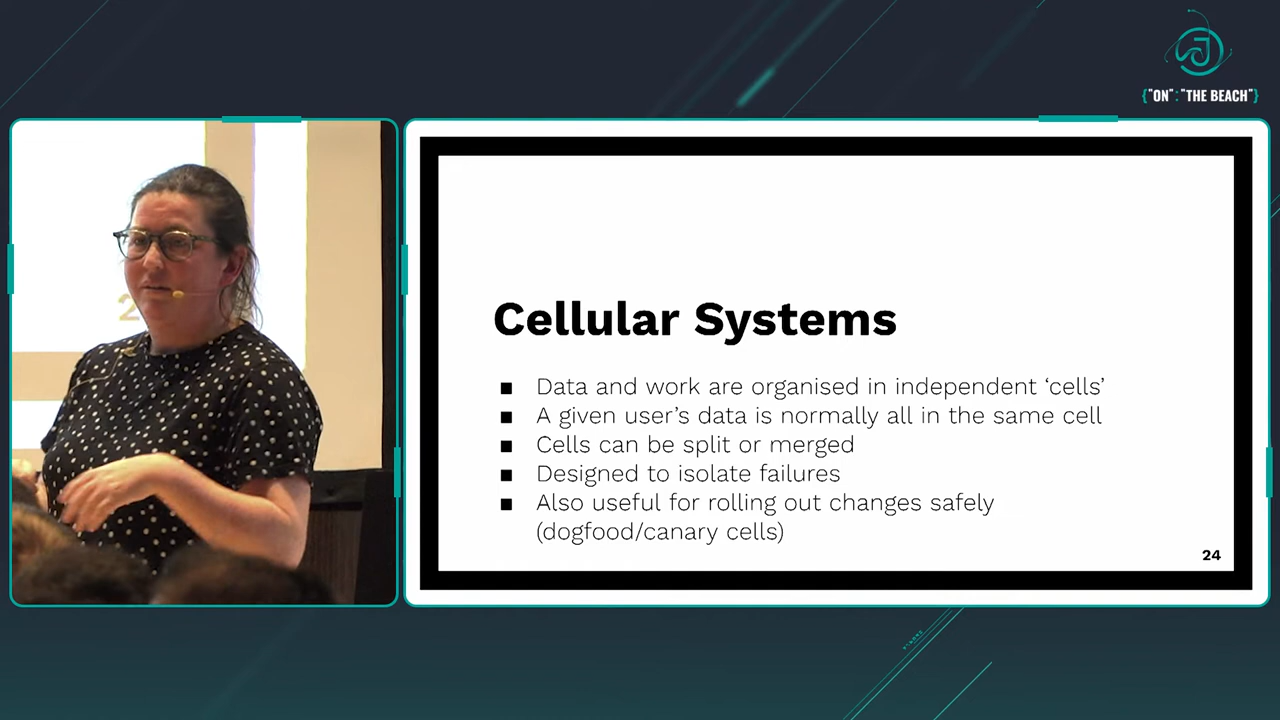 {"ON":"THE BEACH"}
Cellular Systems
■ Data and work are organised in independent ‘cells’
■ A given user’s data is normally all in the same cell
■ Cells can be split or merged
■ Designed to isolate failures
■ Also useful for rolling out changes safely
(dogfood/canary cells)
24